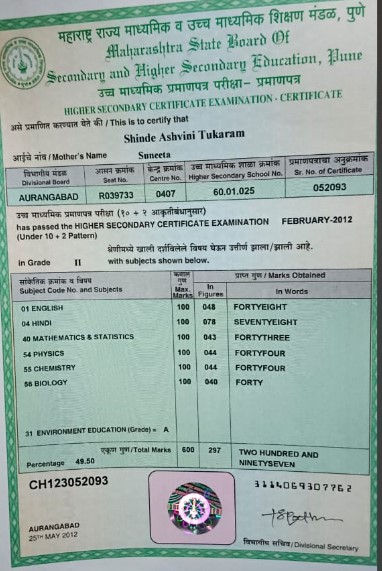 महाराष्ट्र राज्य माध्यमिक व उच्च माध्यमिक शिक्षण मंडळ, पुणे
Maharashtra State Board Of
Secondary and Higher Secondary Education, Pune
उच्च माध्यमिक प्रमाणपत्र परीक्षा– प्रमाणपत्र
HIGHER SECONDARY CERTIFICATE EXAMINATION - CERTIFICATE
असे प्रमाणित करण्यात येते की / This is certify that
Shinde Ashvini Tukaram
आईचे नांव / Mother's Name Suneeta
विभागीय मंडळ आसन क्रमांक केन्द्र क्रमांक उच्च माध्यमिक शाळा क्रमांक प्रमाणपत्राचा अनुक्रमांक
Divisional Board Seat No. Centre No. Higher Secondary School No. Sr. No. of Certificate
AURANGABAD R039733 0407 60.01.025 052093
उच्च माध्यमिक प्रमाणपत्र परीक्षा (१० + २ आकृतीबंधानुसार)
has passed the HIGHER SECONDARY CERTIFICATE EXAMINATION FEBRUARY-2012
(Under 10 + 2 Pattern)
श्रेणीमध्ये खाली दर्शविलेले विषय घेऊन उत्तीर्ण झाला/झाली आहे.
in Grade II with subjects shown below.
सांकेतिक क्रमांक व विषय कमाल गुण प्राप्त गुण / Marks Obtained
Subject Code No. and Subjects Max. Marks In Figures In Words
01 ENGLISH 100 048 FORTYEIGHT
04 HINDI 100 078 SEVENTYEIGHT
40 MATHEMATICS & STATISTICS 100 043 FORTYTHREE
54 PHYSICS 100 044 FORTYFOUR
55 CHEMISTRY 100 044 FORTYFOUR
56 BIOLOGY 100 040 FORTY
31 ENVIRONMENT EDUCATION (Grade) = A
एकूण गुण/Total Marks 600 297 TWO HUNDRED AND
Percentage 49.50 NINETYSEVEN
CH123052093
3114069307762
AURANGABAD
25TH MAY 2012
विभागीय सचिव/Divisional Secretary